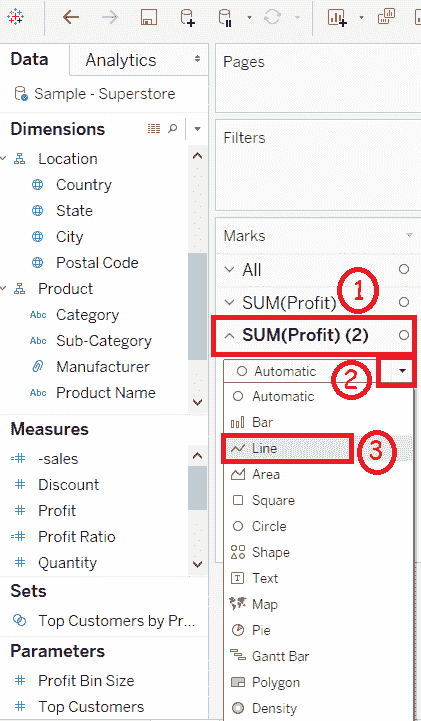 Data
Analytics
Pages
Sample - Superstore
Dimensions
Filters
Location
Country
State
City
Postal Code
Product
Category
Sub-Category
Manufacturer
Product Name
Marks
All
SUM(Profit)
1
SUM(Profit) (2)
Automatic
2
Automatic
Bar
Line
3
Area
Square
Circle
Shape
Text
Map
Pie
Gantt Bar
Polygon
Density
Abc
Abc
Abc
Measures
-sales
Discount
Profit
Profit Ratio
Quantity
Sets
Top Customers by Pr...
Parameters
Profit Bin Size
Top Customers